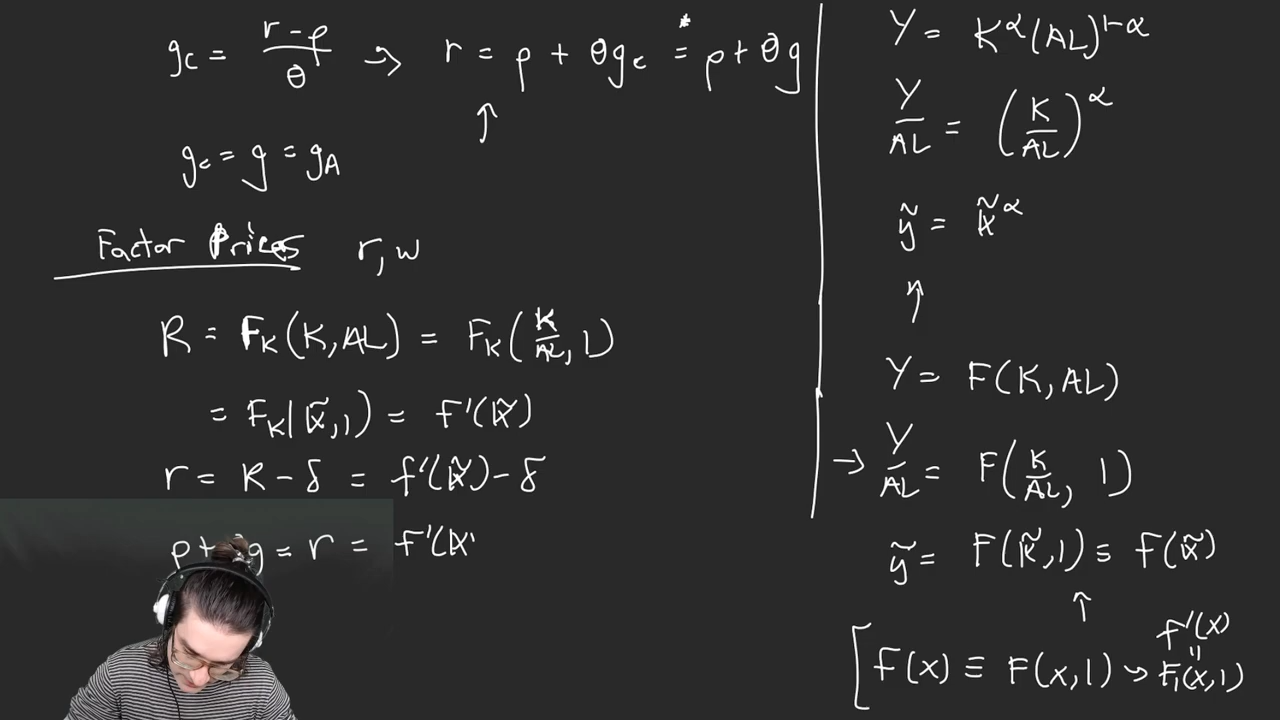 g_c = (r - ρ)/θ → r = ρ + θg_c =* ρ + θg
↑
g_c = g = g_A
Factor Prices r, w
R = F_K(K, AL) = F_K(K/AL, 1)
= F_K(k̃, 1) = f'(k̃)
r = R - δ = f'(k̃) - δ
ρ + g = r = f'(k
Y = K^α(AL)^{1-α}
Y/AL = (K/AL)^α
ỹ = k̃^α
↑
Y = F(K, AL)
→ Y/AL = F(K/AL, 1)
ỹ = F(k̃, 1) ≡ f(k̃)
↑
f'(x)
=
[F(x) ≡ F(x, 1) → F_1(x, 1)